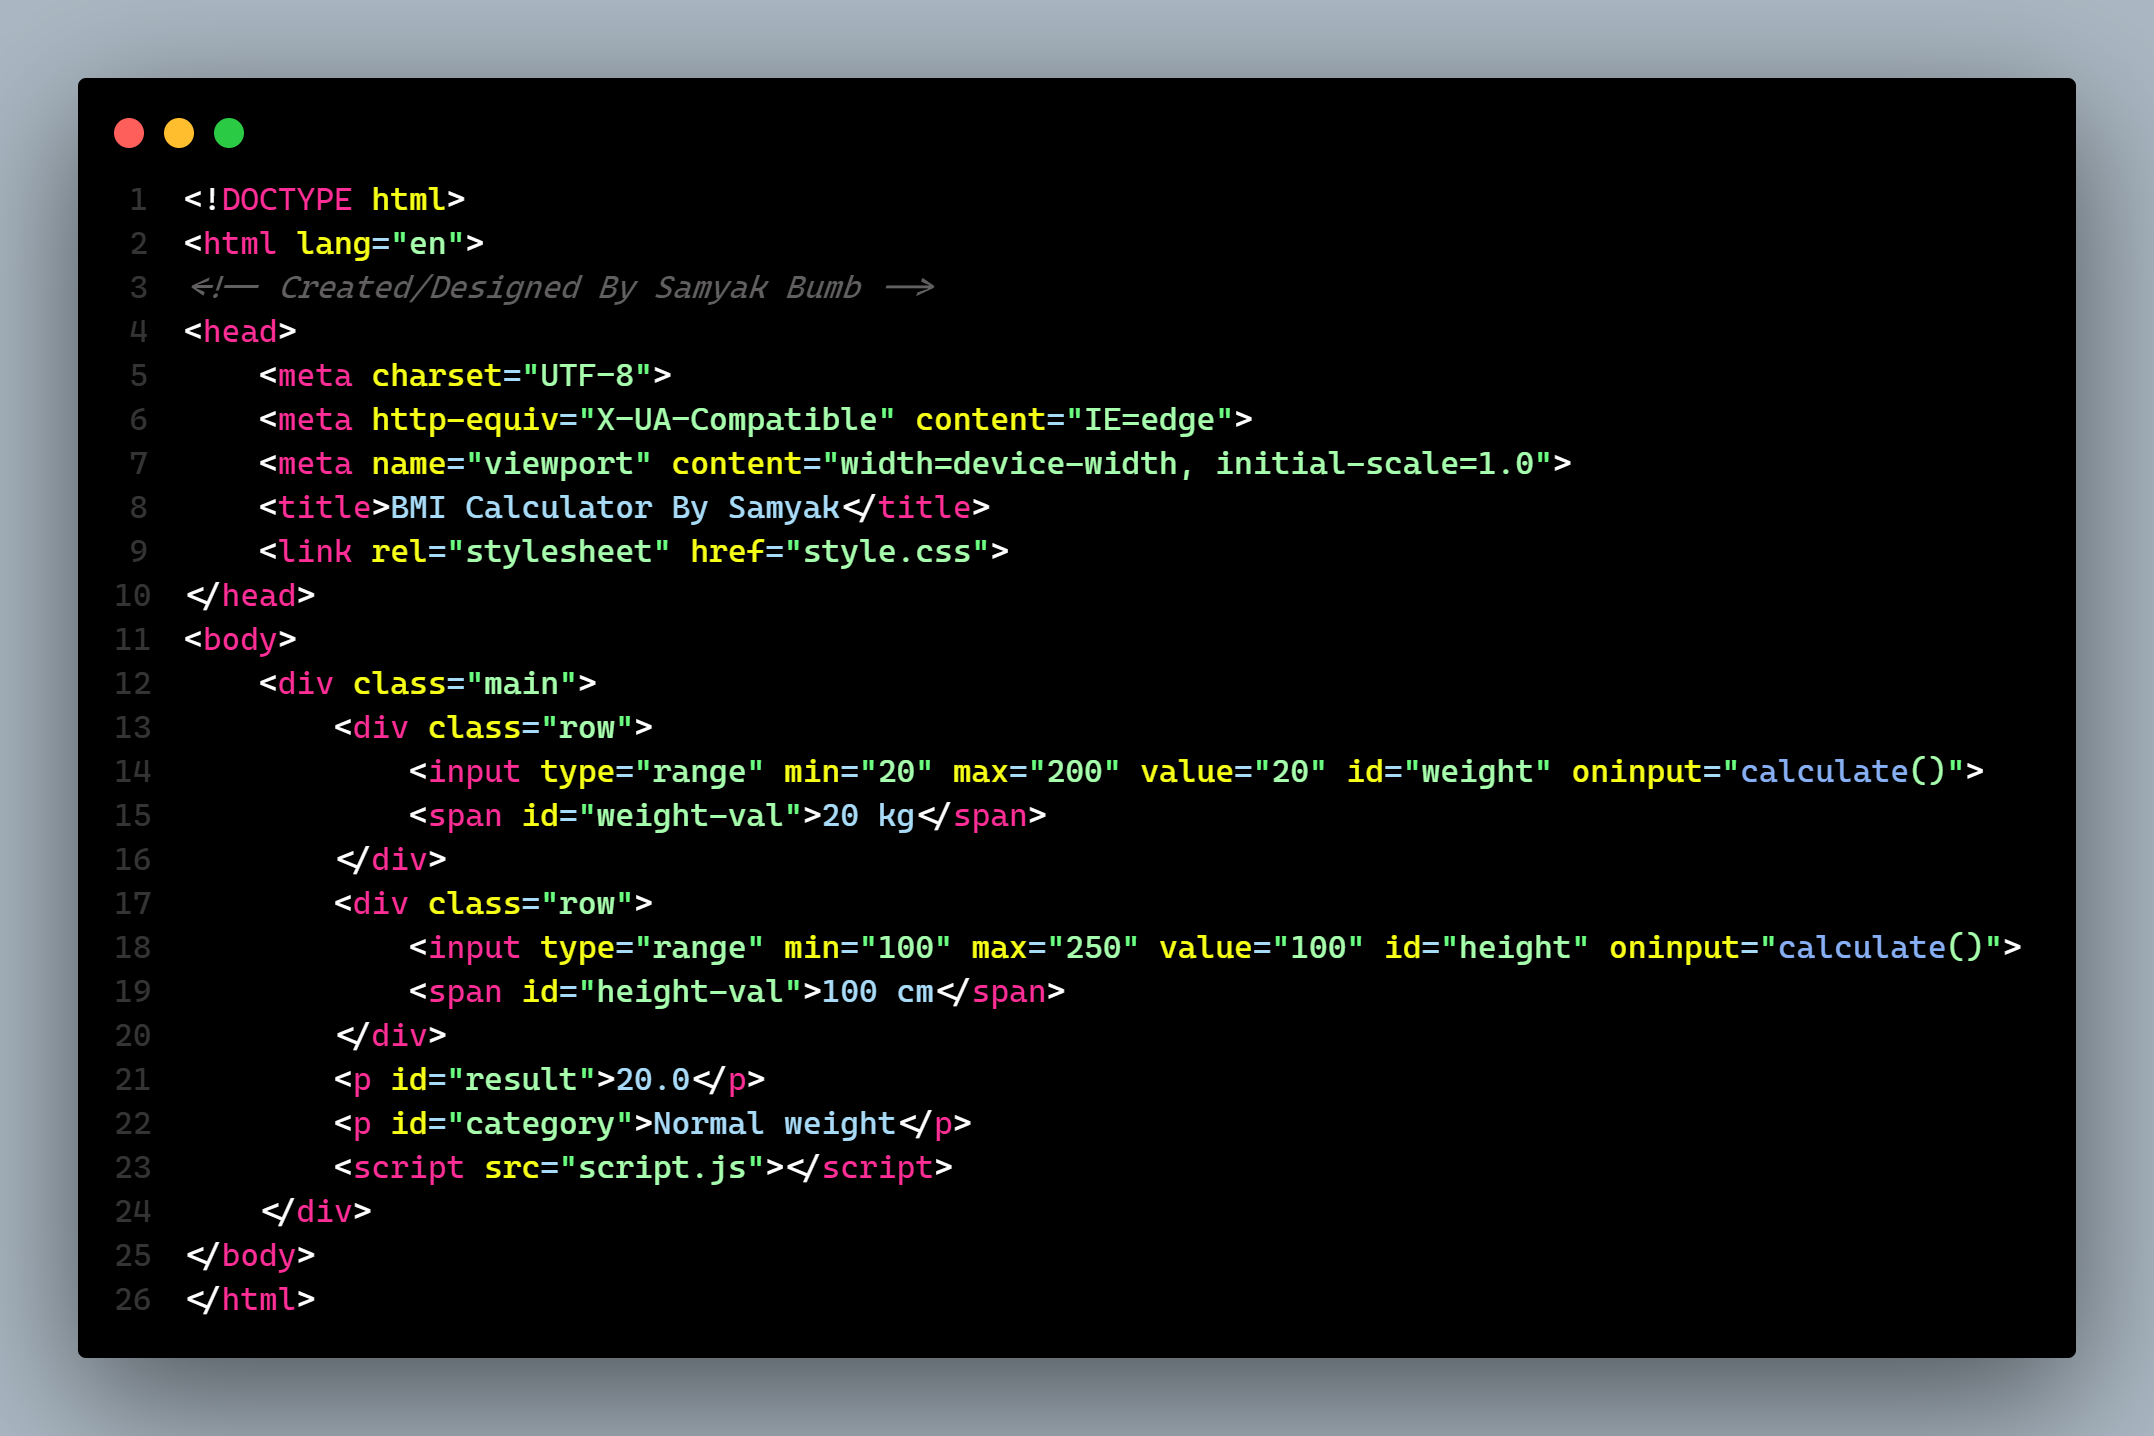 1 <!DOCTYPE html>
2 <html lang="en">
3 <!-- Created/Designed By Samyak Bumb -->
4 <head>
5     <meta charset="UTF-8">
6     <meta http-equiv="X-UA-Compatible" content="IE=edge">
7     <meta name="viewport" content="width=device-width, initial-scale=1.0">
8     <title>BMI Calculator By Samyak</title>
9     <link rel="stylesheet" href="style.css">
10 </head>
11 <body>
12     <div class="main">
13         <div class="row">
14             <input type="range" min="20" max="200" value="20" id="weight" oninput="calculate()">
15             <span id="weight-val">20 kg</span>
16         </div>
17         <div class="row">
18             <input type="range" min="100" max="250" value="100" id="height" oninput="calculate()">
19             <span id="height-val">100 cm</span>
20         </div>
21         <p id="result">20.0</p>
22         <p id="category">Normal weight</p>
23         <script src="script.js"></script>
24     </div>
25 </body>
26 </html>